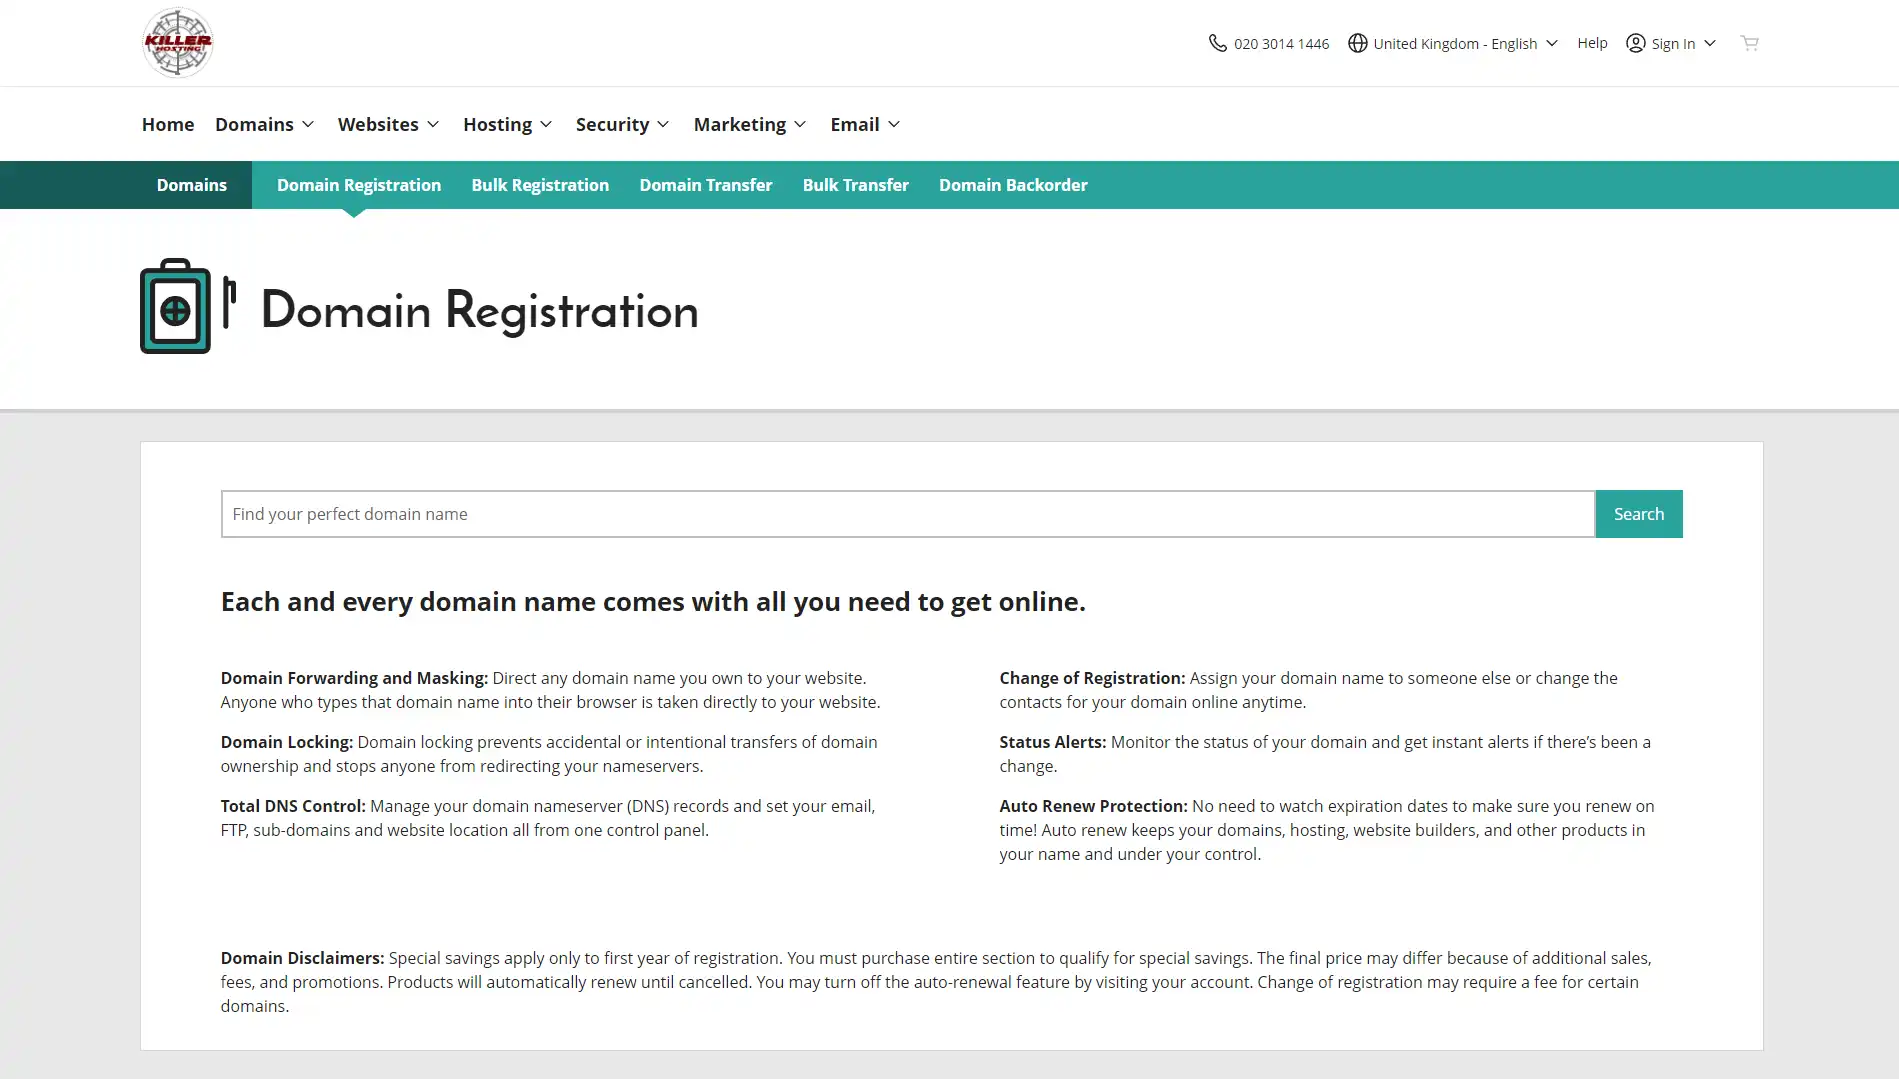 KILLER
HOSTING
020 3014 1446
United Kingdom - English
Help
Sign In
Home
Domains
Websites
Hosting
Security
Marketing
Email
Domains
Domain Registration
Bulk Registration
Domain Transfer
Bulk Transfer
Domain Backorder
Domain Registration
Find your perfect domain name
Search
Each and every domain name comes with all you need to get online.
Domain Forwarding and Masking: Direct any domain name you own to your website.
Anyone who types that domain name into their browser is taken directly to your website.
Domain Locking: Domain locking prevents accidental or intentional transfers of domain
ownership and stops anyone from redirecting your nameservers.
Total DNS Control: Manage your domain nameserver (DNS) records and set your email,
FTP, sub-domains and website location all from one control panel.
Change of Registration: Assign your domain name to someone else or change the
contacts for your domain online anytime.
Status Alerts: Monitor the status of your domain and get instant alerts if there’s been a
change.
Auto Renew Protection: No need to watch expiration dates to make sure you renew on
time! Auto renew keeps your domains, hosting, website builders, and other products in
your name and under your control.
Domain Disclaimers: Special savings apply only to first year of registration. You must purchase entire section to qualify for special savings. The final price may differ because of additional sales,
fees, and promotions. Products will automatically renew until cancelled. You may turn off the auto-renewal feature by visiting your account. Change of registration may require a fee for certain
domains.